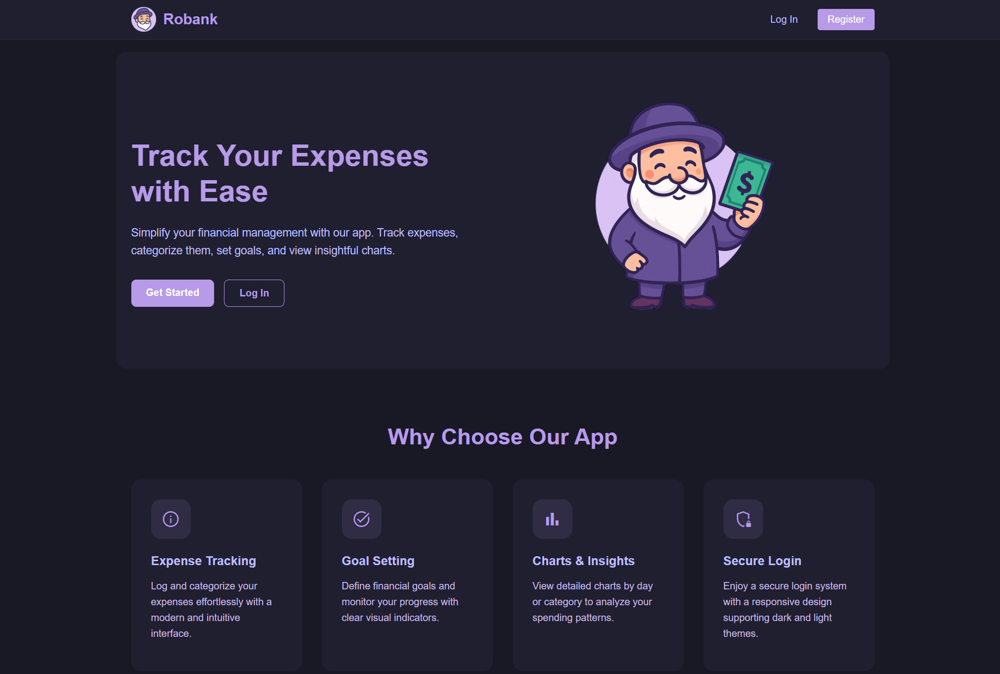 Robank
Log In
Register
Track Your Expenses
with Ease
Simplify your financial management with our app. Track expenses,
categorize them, set goals, and view insightful charts.
Get Started
Log In
$
Why Choose Our App
Expense Tracking
Log and categorize your
expenses effortlessly with a
modern and intuitive
interface.
Goal Setting
Define financial goals and
monitor your progress with
clear visual indicators.
Charts & Insights
View detailed charts by day
or category to analyze your
spending patterns.
Secure Login
Enjoy a secure login system
with a responsive design
supporting dark and light
themes.